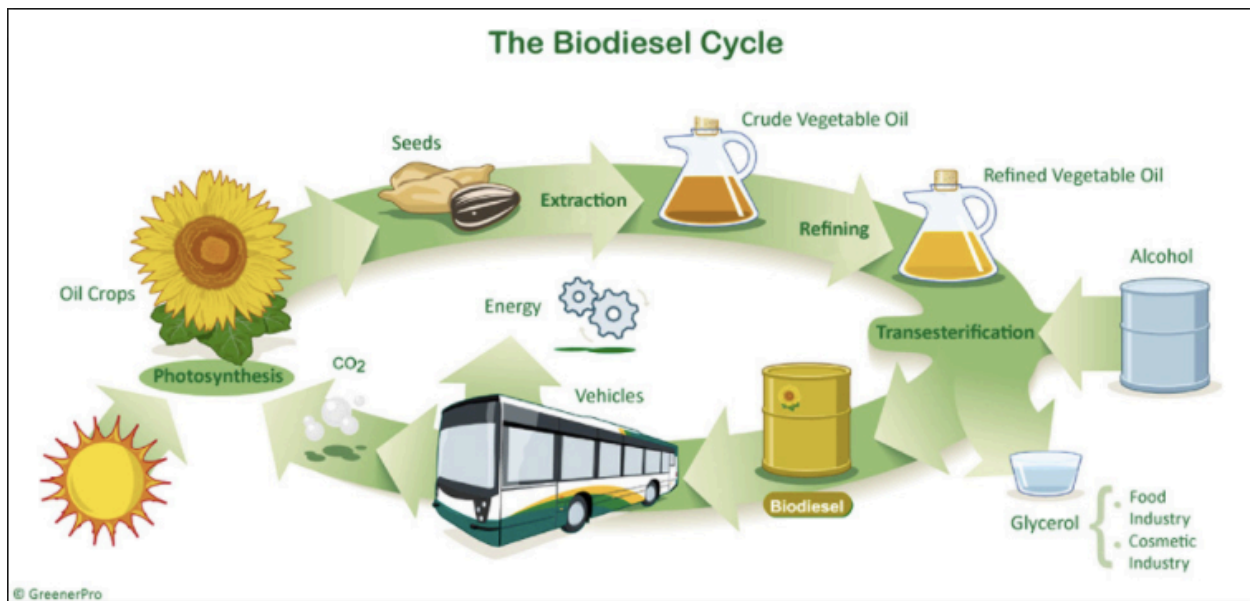 The Biodiesel Cycle
Seeds
Crude Vegetable Oil
Refined Vegetable Oil
Extraction
Refining
Alcohol
Oil Crops
Energy
Transesterification
Photosynthesis
CO2
Vehicles
Biodiesel
Glycerol
Food
Industry
Cosmetic
Industry
© GreenerPro